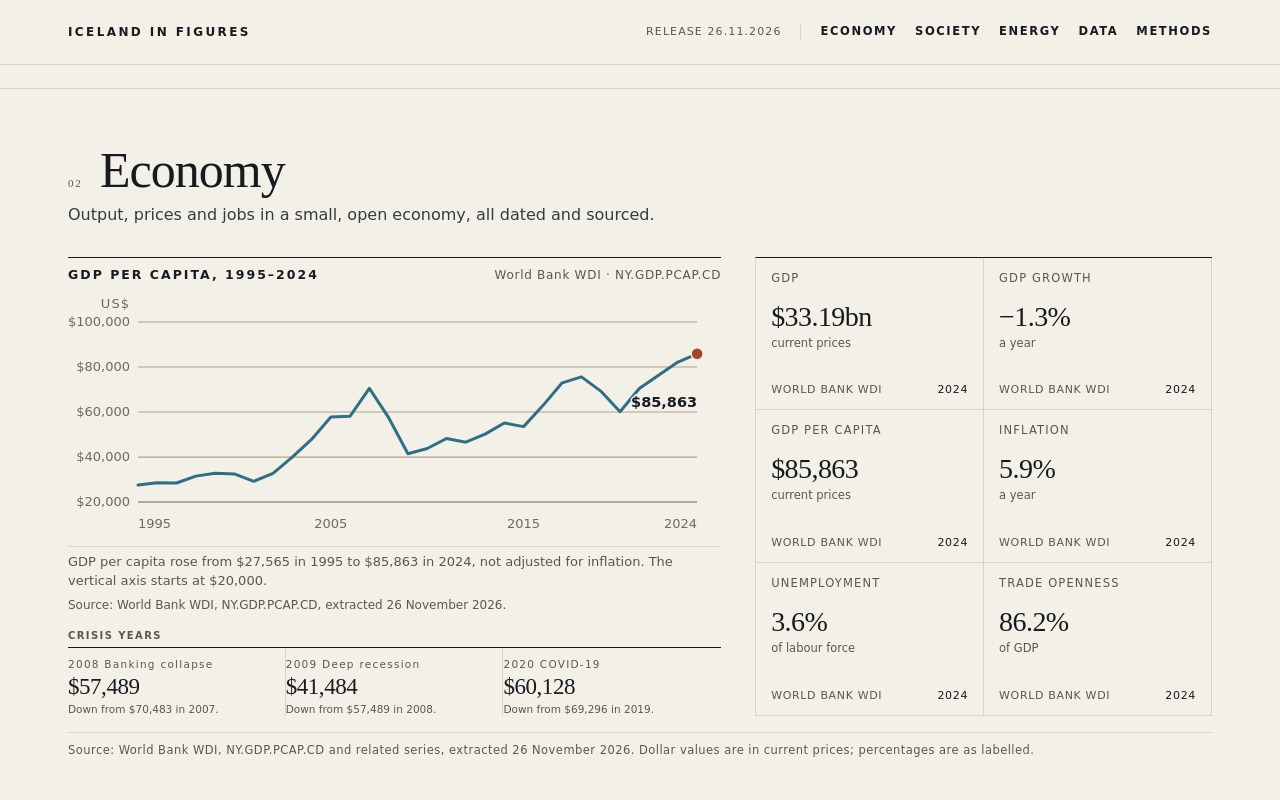 ICELAND IN FIGURES
RELEASE 26.11.2026
ECONOMY SOCIETY ENERGY DATA METHODS
02 Economy
Output, prices and jobs in a small, open economy, all dated and sourced.
GDP PER CAPITA, 1995–2024
World Bank WDI · NY.GDP.PCAP.CD
US$
$100,000
$80,000
$60,000
$40,000
$20,000
$85,863
1995 2005 2015 2024
GDP per capita rose from $27,565 in 1995 to $85,863 in 2024, not adjusted for inflation. The
vertical axis starts at $20,000.
Source: World Bank WDI, NY.GDP.PCAP.CD, extracted 26 November 2026.
CRISIS YEARS
2008 Banking collapse
$57,489
Down from $70,483 in 2007.
2009 Deep recession
$41,484
Down from $57,489 in 2008.
2020 COVID-19
$60,128
Down from $69,296 in 2019.
GDP
$33.19bn
current prices
WORLD BANK WDI 2024
GDP GROWTH
−1.3%
a year
WORLD BANK WDI 2024
GDP PER CAPITA
$85,863
current prices
WORLD BANK WDI 2024
INFLATION
5.9%
a year
WORLD BANK WDI 2024
UNEMPLOYMENT
3.6%
of labour force
WORLD BANK WDI 2024
TRADE OPENNESS
86.2%
of GDP
WORLD BANK WDI 2024
Source: World Bank WDI, NY.GDP.PCAP.CD and related series, extracted 26 November 2026. Dollar values are in current prices; percentages are as labelled.